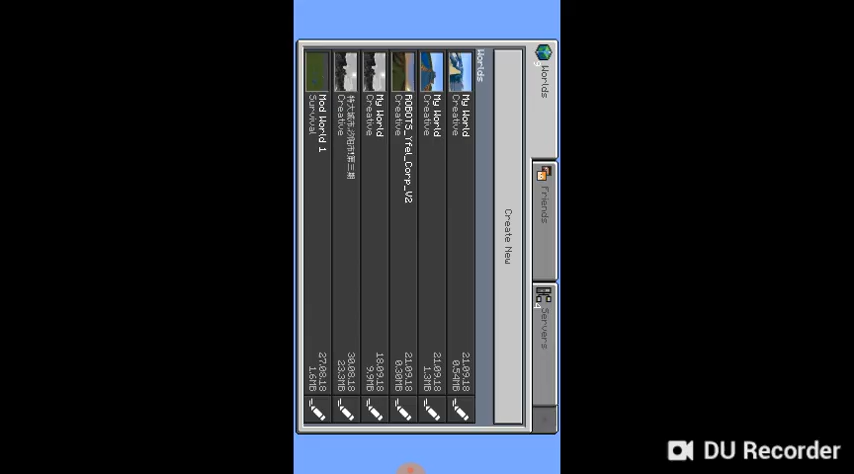 Worlds
9
Friends
Servers
4
Create New
Worlds
My World
Creative
21.09.18
0.54MB
My World
Creative
21.09.18
1.3MB
ROBOTS_Yfel_Corp_V2
Creative
21.09.18
0.30MB
My World
Creative
18.09.18
9.9MB
Creative
30.08.18
23.3MB
Mod World 1
Survival
27.08.18
1.6MB
DU Recorder